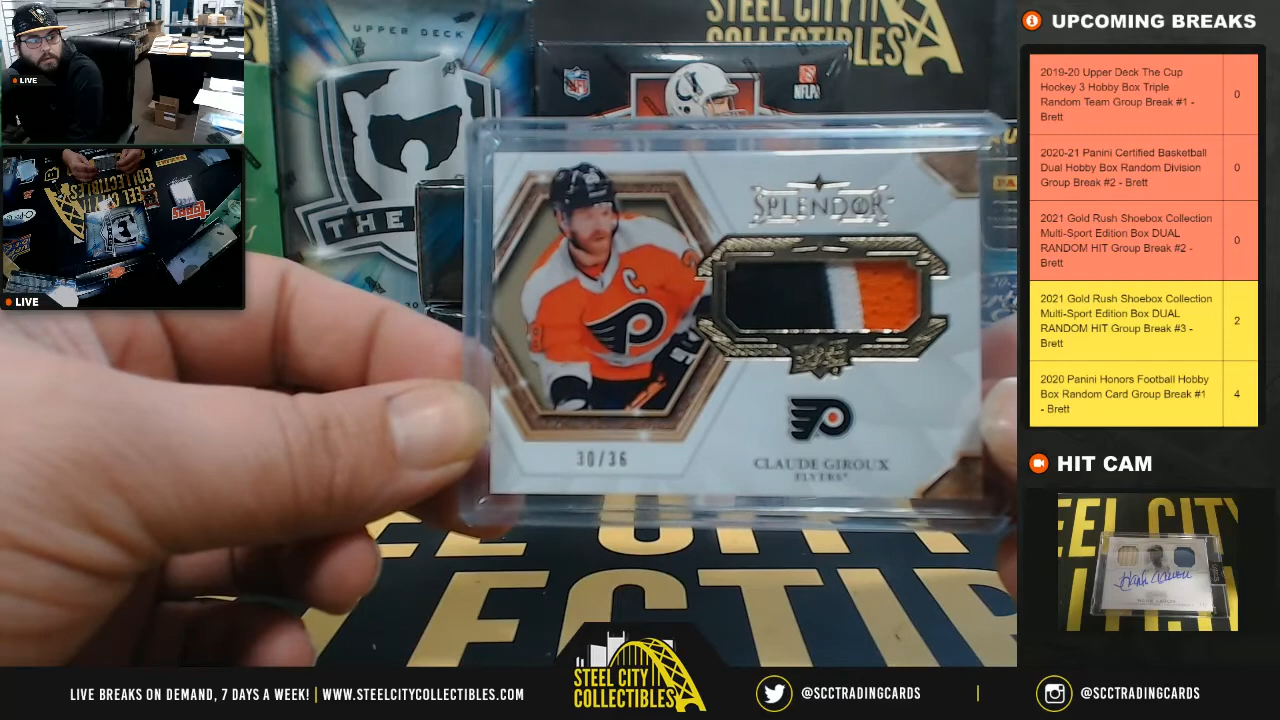 LIVE
LIVE
UPPER DECK
THE
NFL
NFLPA
STEEL CITY
COLLECTIBLES
SPLENDOR
C
30/36
CLAUDE GIROUX
FLYERS
UPCOMING BREAKS
2019-20 Upper Deck The Cup
Hockey 3 Hobby Box Triple
Random Team Group Break #1 -
Brett
0
2020-21 Panini Certified Basketball
Dual Hobby Box Random Division
Group Break #2 - Brett
0
2021 Gold Rush Shoebox Collection
Multi-Sport Edition Box DUAL
RANDOM HIT Group Break #2 -
Brett
0
2021 Gold Rush Shoebox Collection
Multi-Sport Edition Box DUAL
RANDOM HIT Group Break #3 -
Brett
2
2020 Panini Honors Football Hobby
Box Random Card Group Break #1
- Brett
4
HIT CAM
LIVE BREAKS ON DEMAND, 7 DAYS A WEEK! | WWW.STEELCITYCOLLECTIBLES.COM
STEEL CITY
COLLECTIBLES
@SCCTRADINGCARDS
@SCCTRADINGCARDS